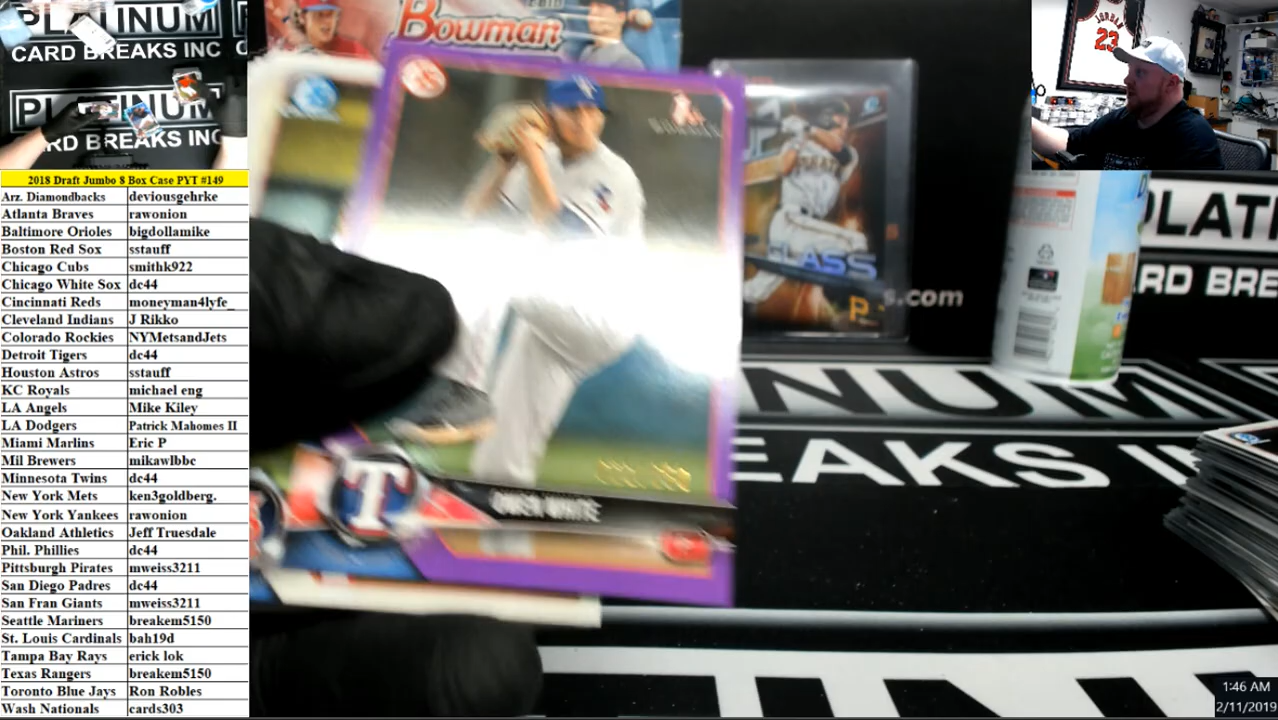 PLATINUM
CARD BREAKS INC
PLATINUM
CARD BREAKS INC
2018 Draft Jumbo 8 Box Case PYT #149
Arz. Diamondbacks deviousgehrke
Atlanta Braves rawonion
Baltimore Orioles bigdollamike
Boston Red Sox sstauff
Chicago Cubs smithk922
Chicago White Sox dc44
Cincinnati Reds moneyman4lyfe_
Cleveland Indians J Rikko
Colorado Rockies NYMetsandJets
Detroit Tigers dc44
Houston Astros sstauff
KC Royals michael eng
LA Angels Mike Kiley
LA Dodgers Patrick Mahomes II
Miami Marlins Eric P
Mil Brewers mikawlbbc
Minnesota Twins dc44
New York Mets ken3goldberg.
New York Yankees rawonion
Oakland Athletics Jeff Truesdale
Phil. Phillies dc44
Pittsburgh Pirates mweiss3211
San Diego Padres dc44
San Fran Giants mweiss3211
Seattle Mariners breakem5150
St. Louis Cardinals bah19d
Tampa Bay Rays erick lok
Texas Rangers breakem5150
Toronto Blue Jays Ron Robles
Wash Nationals cards303
Bowman
T
OWEN WHITE
GLASS
P
s.com
JORDAN
23
PLATI
RD BRE
NUM
EAKS I
1:46 AM
2/11/2019